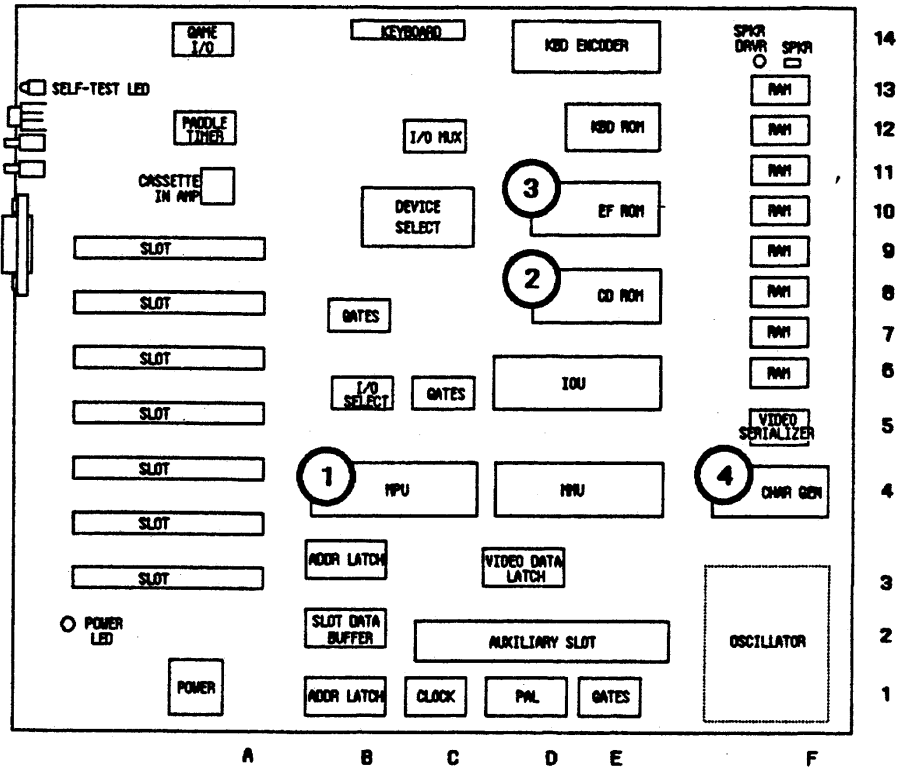 GAME
I/O
KEYBOARD
KBD ENCODER
SPKR
DRVR
SPKR
14
SELF-TEST LED
RAM
13
PADDLE
TIMER
I/O MUX
KBD ROM
RAM
12
CASSETTE
IN AMP
RAM
11
3
DEVICE
SELECT
EF ROM
RAM
10
SLOT
RAM
9
2
SLOT
CD ROM
RAM
8
GATES
RAM
7
SLOT
IOU
RAM
6
I/O
SELECT
GATES
SLOT
VIDEO
SERIALIZER
5
SLOT
1
MPU
MMU
4
CHAR GEN
4
SLOT
ADDR LATCH
VIDEO DATA
LATCH
SLOT
3
POWER
LED
SLOT DATA
BUFFER
AUXILIARY SLOT
OSCILLATOR
2
POWER
ADDR LATCH
CLOCK
PAL
GATES
1
A
B
C
D
E
F